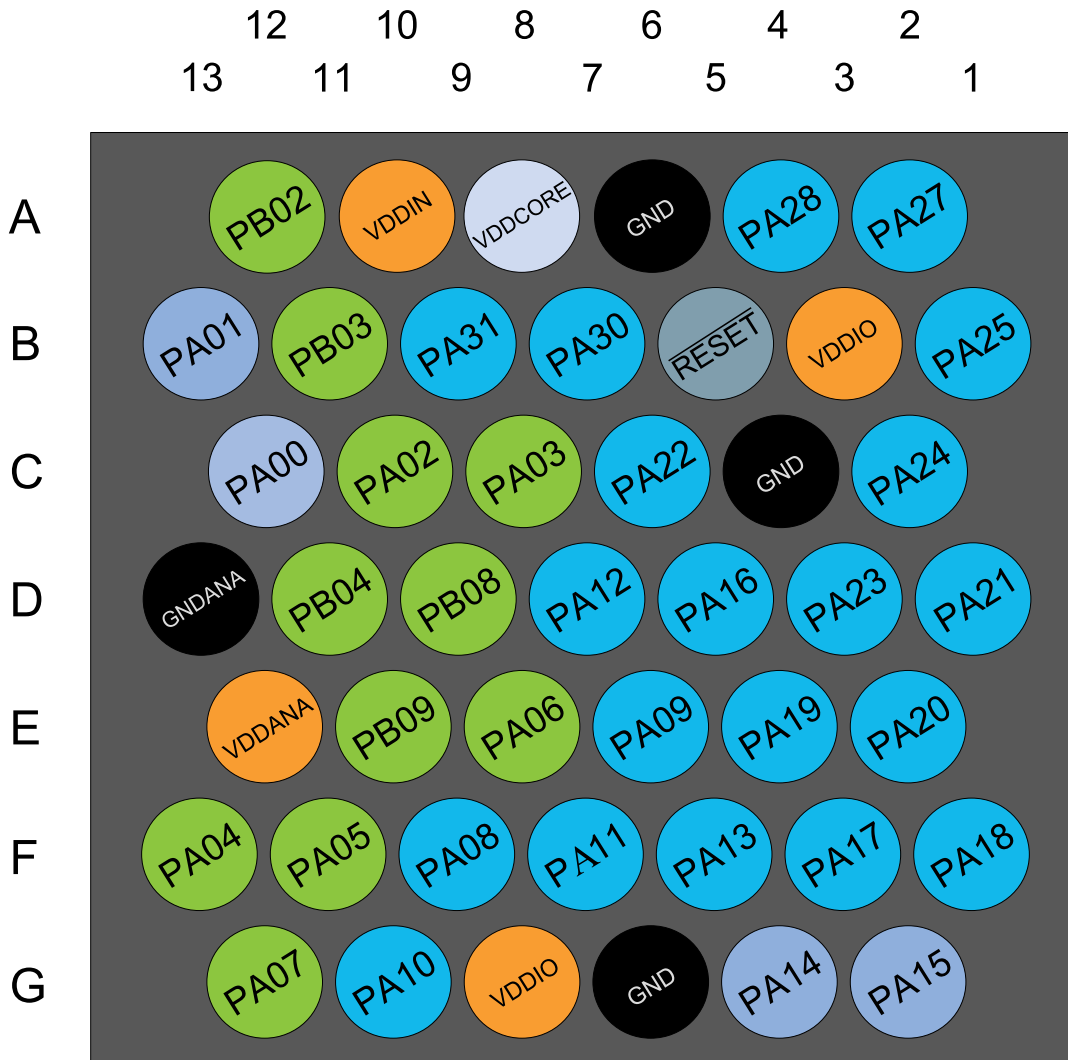 12 10 8 6 4 2
13 11 9 7 5 3 1
A PB02 VDDIN VDDCORE GND PA28 PA27
B PA01 PB03 PA31 PA30 RESET VDDIO PA25
C PA00 PA02 PA03 PA22 GND PA24
D GNDANA PB04 PB08 PA12 PA16 PA23 PA21
E VDDANA PB09 PA06 PA09 PA19 PA20
F PA04 PA05 PA08 PA11 PA13 PA17 PA18
G PA07 PA10 VDDIO GND PA14 PA15